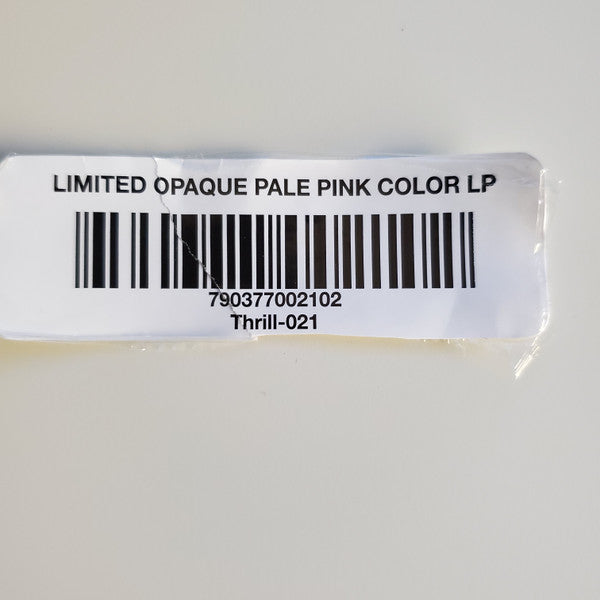 LIMITED OPAQUE PALE PINK COLOR LP
790377002102
Thrill-021